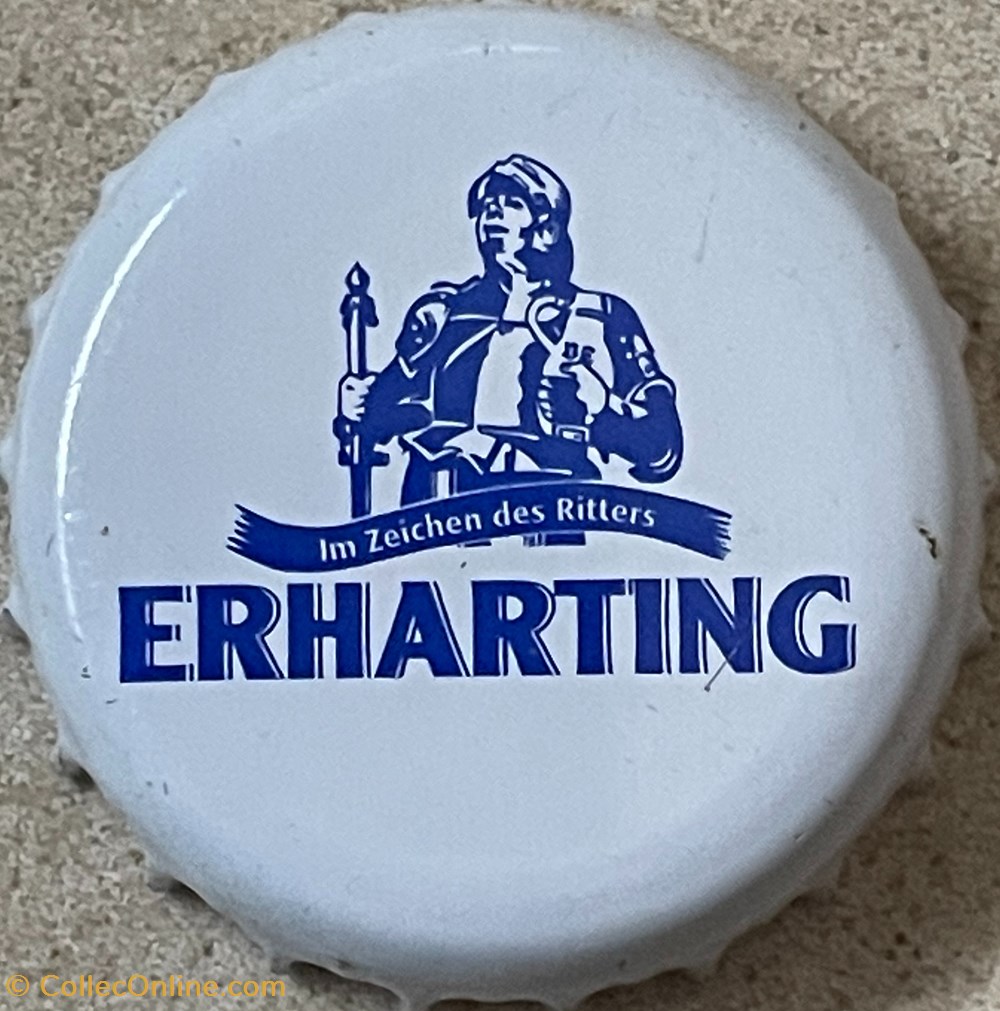 Im Zeichen des Ritters
ERHARTING
© CollecOnline.com